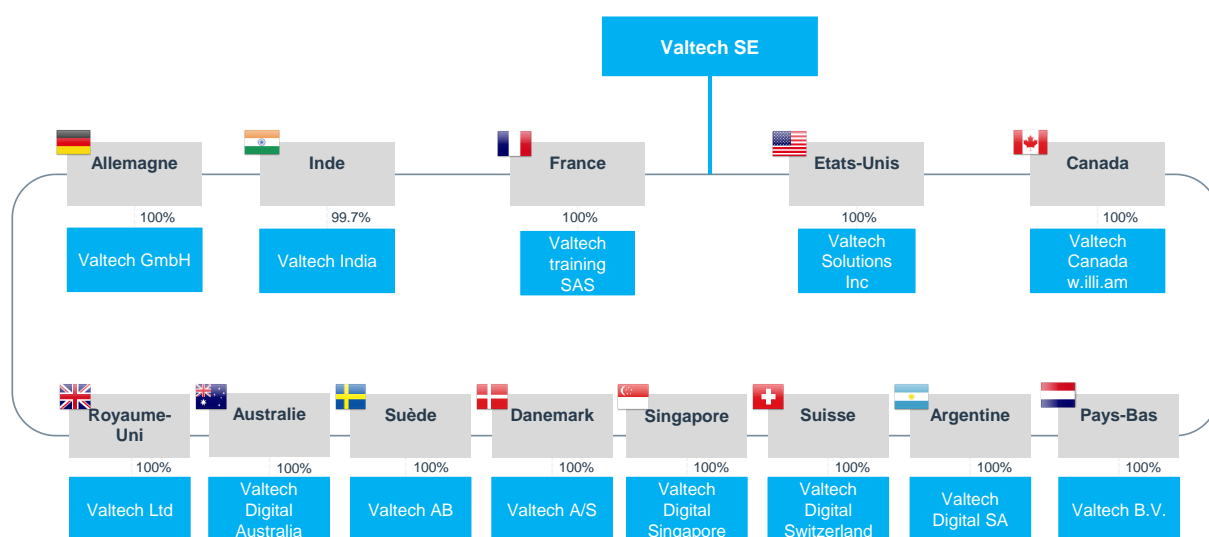 Valtech SE
Allemagne
Inde
France
Etats-Unis
Canada
100%
99.7%
100%
100%
100%
Valtech GmbH
Valtech India
Valtech
training
SAS
Valtech
Solutions
Inc
Valtech
Canada
w.illi.am
Royaume-
Uni
Australie
Suède
Danemark
Singapore
Suisse
Argentine
Pays-Bas
100%
100%
100%
100%
100%
100%
100%
100%
Valtech Ltd
Valtech
Digital
Australia
Valtech AB
Valtech A/S
Valtech
Digital
Singapore
Valtech
Digital
Switzerland
Valtech
Digital SA
Valtech B.V.